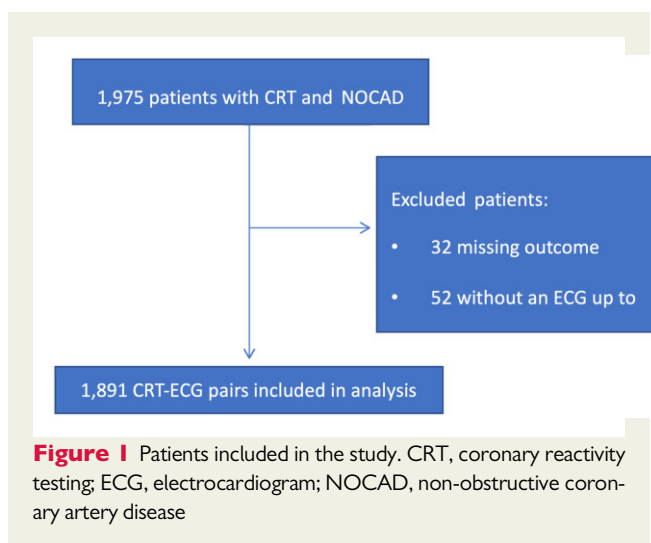 1,975 patients with CRT and NOCAD
Excluded patients:
• 32 missing outcome
• 52 without an ECG up to
1,891 CRT-ECG pairs included in analysis
Figure 1 Patients included in the study. CRT, coronary reactivity
testing; ECG, electrocardiogram; NOCAD, non-obstructive coron-
ary artery disease